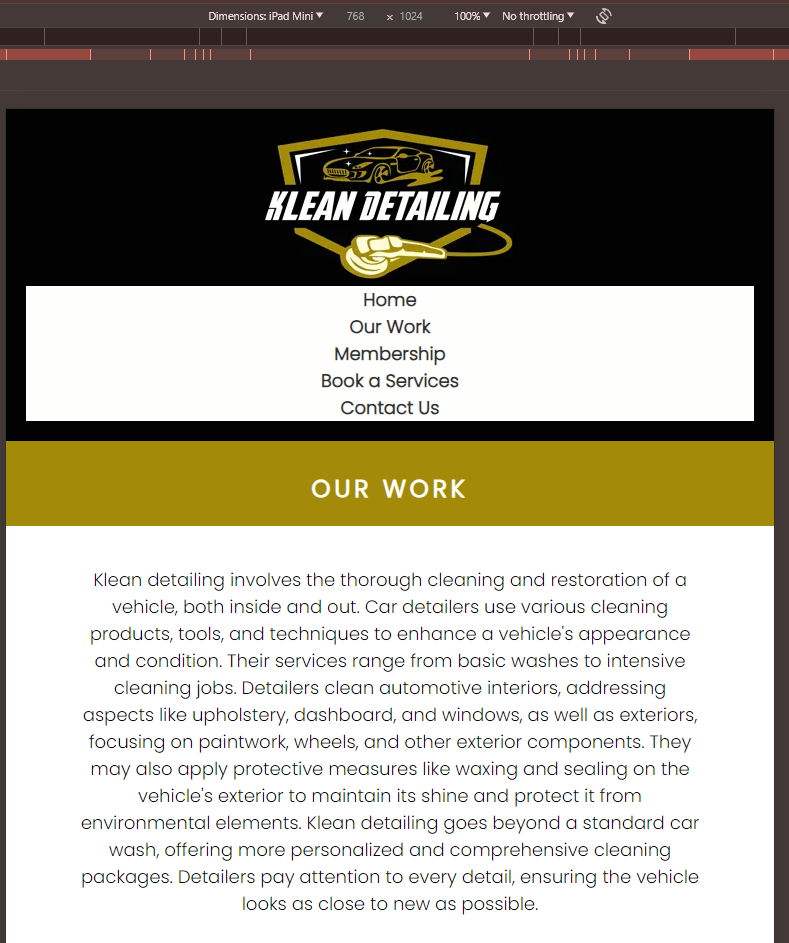 Dimensions: iPad Mini ▼ 768 × 1024 100% ▼ No throttling ▼
KLEAN DETAILING
Home
Our Work
Membership
Book a Services
Contact Us
OUR WORK
Klean detailing involves the thorough cleaning and restoration of a
vehicle, both inside and out. Car detailers use various cleaning
products, tools, and techniques to enhance a vehicle's appearance
and condition. Their services range from basic washes to intensive
cleaning jobs. Detailers clean automotive interiors, addressing
aspects like upholstery, dashboard, and windows, as well as exteriors,
focusing on paintwork, wheels, and other exterior components. They
may also apply protective measures like waxing and sealing on the
vehicle's exterior to maintain its shine and protect it from
environmental elements. Klean detailing goes beyond a standard car
wash, offering more personalized and comprehensive cleaning
packages. Detailers pay attention to every detail, ensuring the vehicle
looks as close to new as possible.